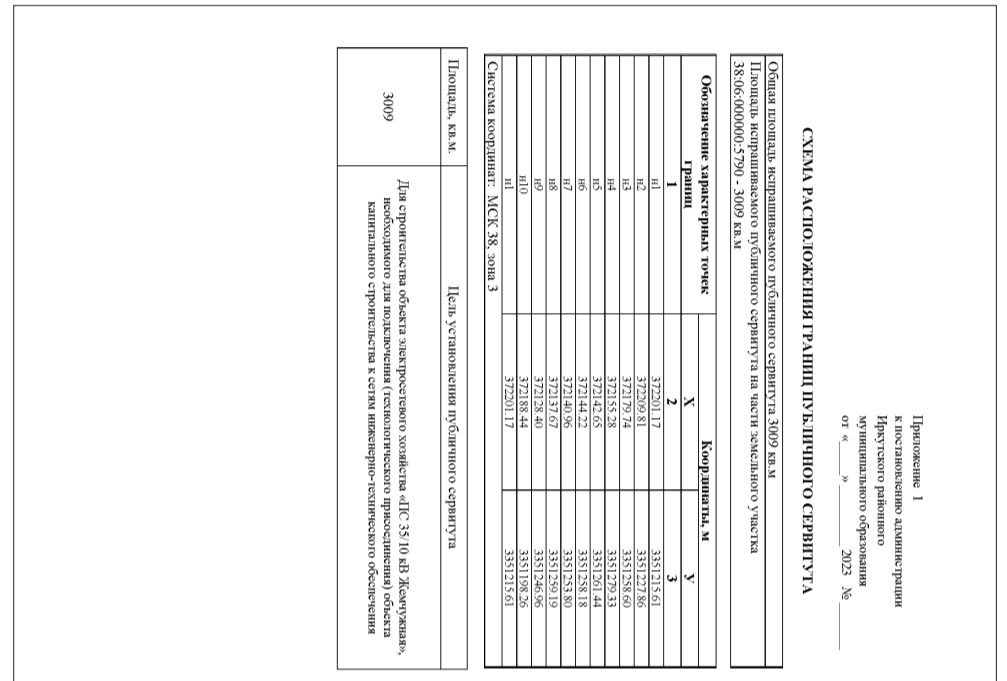 Приложение 1
к постановлению администрации
Иркутского районного
муниципального образования
от «____» ______ 2023 № ______
СХЕМА РАСПОЛОЖЕНИЯ ГРАНИЦ ПУБЛИЧНОГО СЕРВИТУТА
Общая площадь испрашиваемого публичного сервитута 3009 кв.м
Площадь испрашиваемого публичного сервитута на части земельного участка
38:06:000000:5790 - 3009 кв.м
Обозначение характерных точек границ Координаты, м
X У
1 2 3
н1 372201.17 3351215.61
н2 372209.81 3351227.86
н3 372179.74 3351258.60
н4 372155.28 3351279.33
н5 372142.65 3351261.44
н6 372144.22 3351258.18
н7 372140.96 3351253.80
н8 372137.67 3351259.19
н9 372128.40 3351246.96
н10 372188.44 3351198.26
н1 372201.17 3351215.61
Система координат: МСК 38, зона 3
Площадь, кв.м. Цель установления публичного сервитута
3009
Для строительства объекта электросетевого хозяйства «ПС 35/10 кВ Жемчужная»,
необходимого для подключения (технологического присоединения) объекта
капитального строительства к сетям инженерно-технического обеспечения